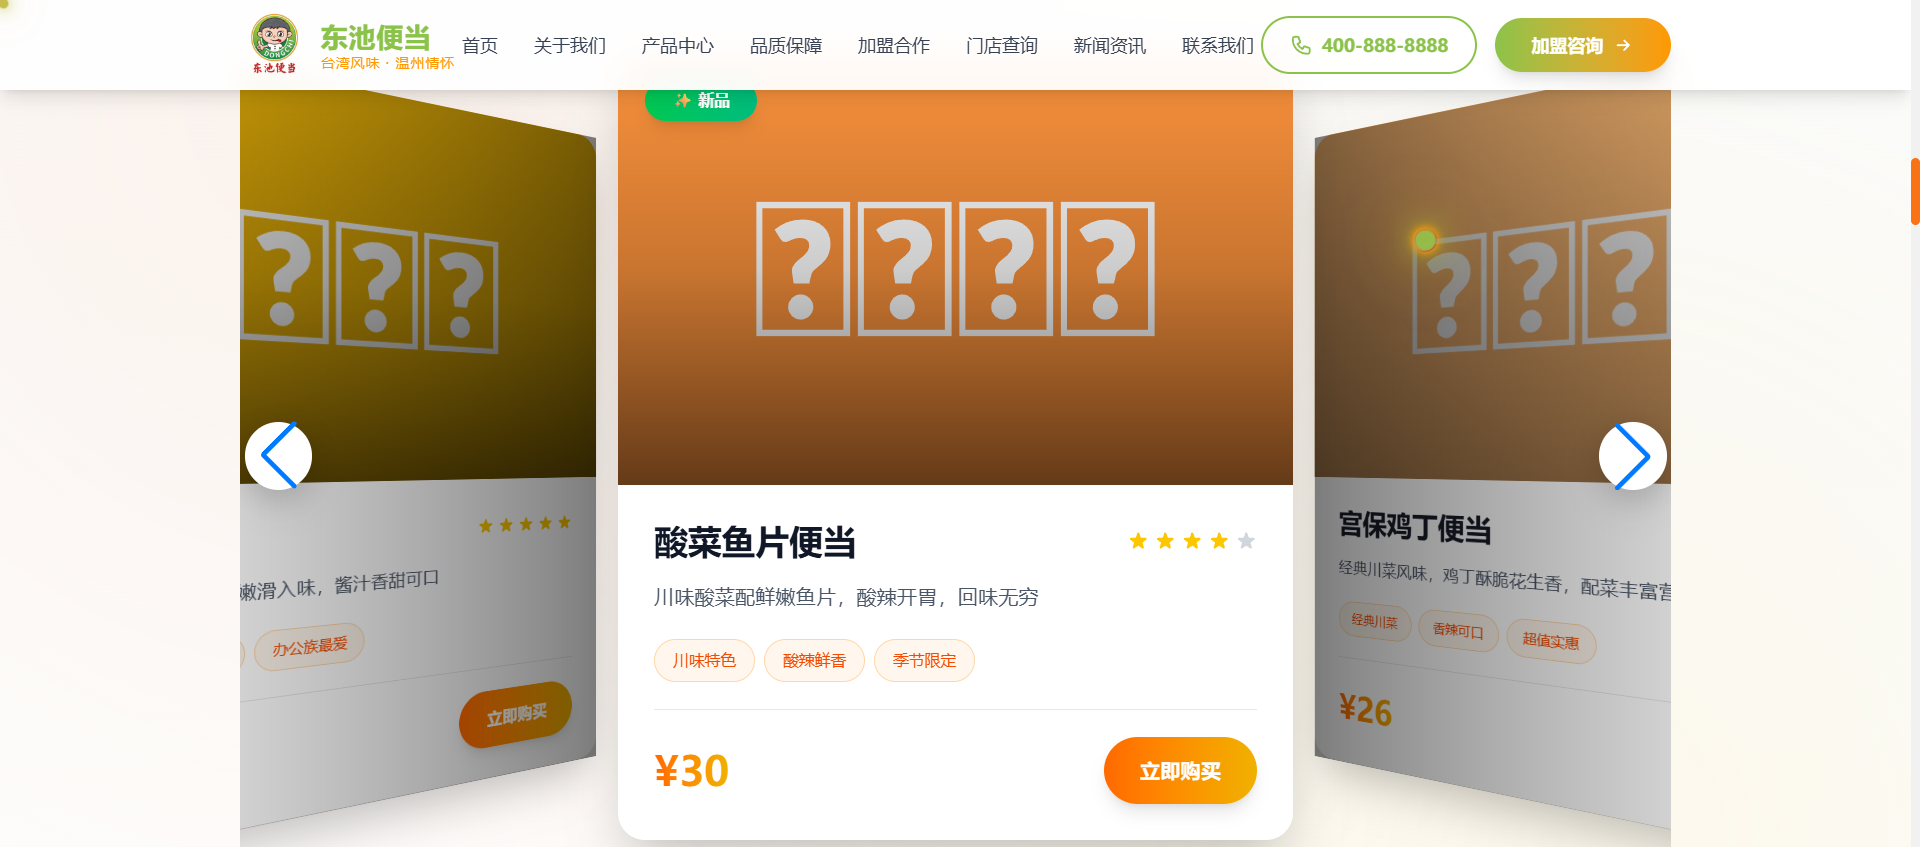 东池便当
东池便当
台湾风味 · 温州情怀
首页
关于我们
产品中心
品质保障
加盟合作
门店查询
新闻资讯
联系我们
400-888-8888
加盟咨询 →
DONGCHI
✨ 新品
嫩滑入味，酱汁香甜可口
办公族最爱
立即购买
酸菜鱼片便当
川味酸菜配鲜嫩鱼片，酸辣开胃，回味无穷
川味特色
酸辣鲜香
季节限定
¥30
立即购买
宫保鸡丁便当
经典川菜风味，鸡丁酥脆花生香，配菜丰富营
经典川菜
香辣可口
超值实惠
¥26